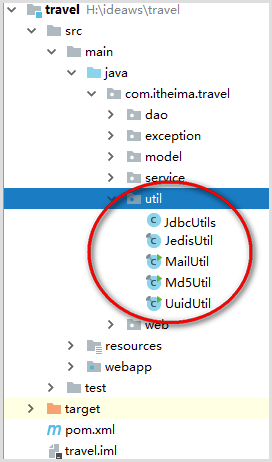 travel H:\ideaws\travel
src
main
java
com.itheima.travel
dao
exception
model
service
util
JdbcUtils
JedisUtil
MailUtil
Md5Util
UuidUtil
web
resources
webapp
test
target
pom.xml
travel.iml